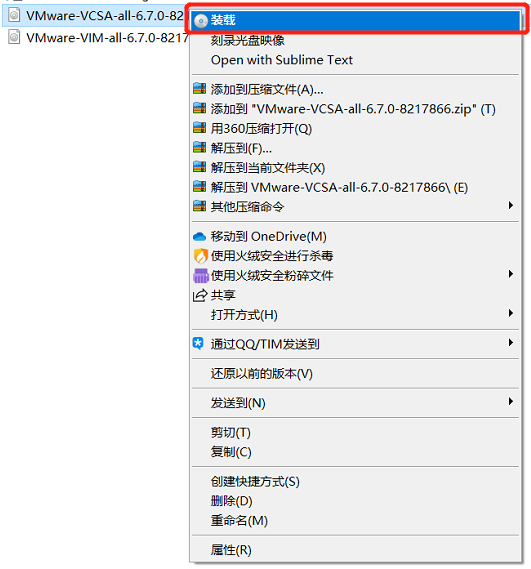 VMware-VCSA-all-6.7.0-82
VMware-VIM-all-6.7.0-8217
装载
刻录光盘映像
Open with Sublime Text
添加到压缩文件(A)...
添加到 "VMware-VCSA-all-6.7.0-8217866.zip" (T)
用360压缩打开(Q)
解压到(F)...
解压到当前文件夹(X)
解压到 VMware-VCSA-all-6.7.0-8217866\ (E)
其他压缩命令
移动到 OneDrive(M)
使用火绒安全进行杀毒
使用火绒安全粉碎文件
共享
打开方式(H)
通过QQ/TIM发送到
还原以前的版本(V)
发送到(N)
剪切(T)
复制(C)
创建快捷方式(S)
删除(D)
重命名(M)
属性(R)